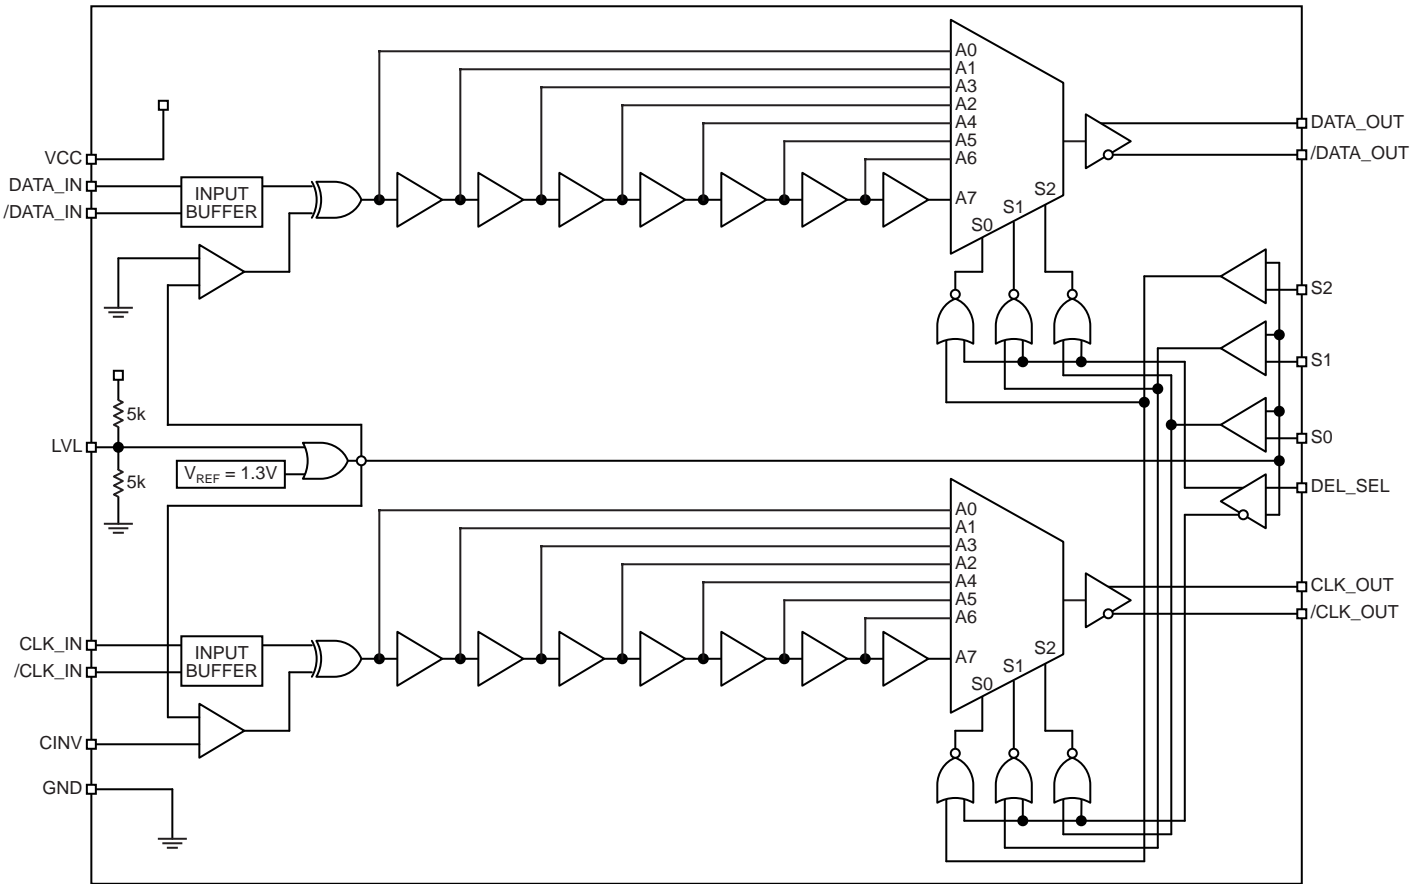 A0
A1
A3
A2
A4
A5
A6
A7
S0
S1
S2
VCC
DATA_IN
/DATA_IN
INPUT
BUFFER
DATA_OUT
/DATA_OUT
S2
S1
S0
DEL_SEL
5k
LVL
5k
VREF = 1.3V
A0
A1
A3
A2
A4
A5
A6
A7
S0
S1
S2
CLK_OUT
/CLK_OUT
CLK_IN
/CLK_IN
INPUT
BUFFER
CINV
GND